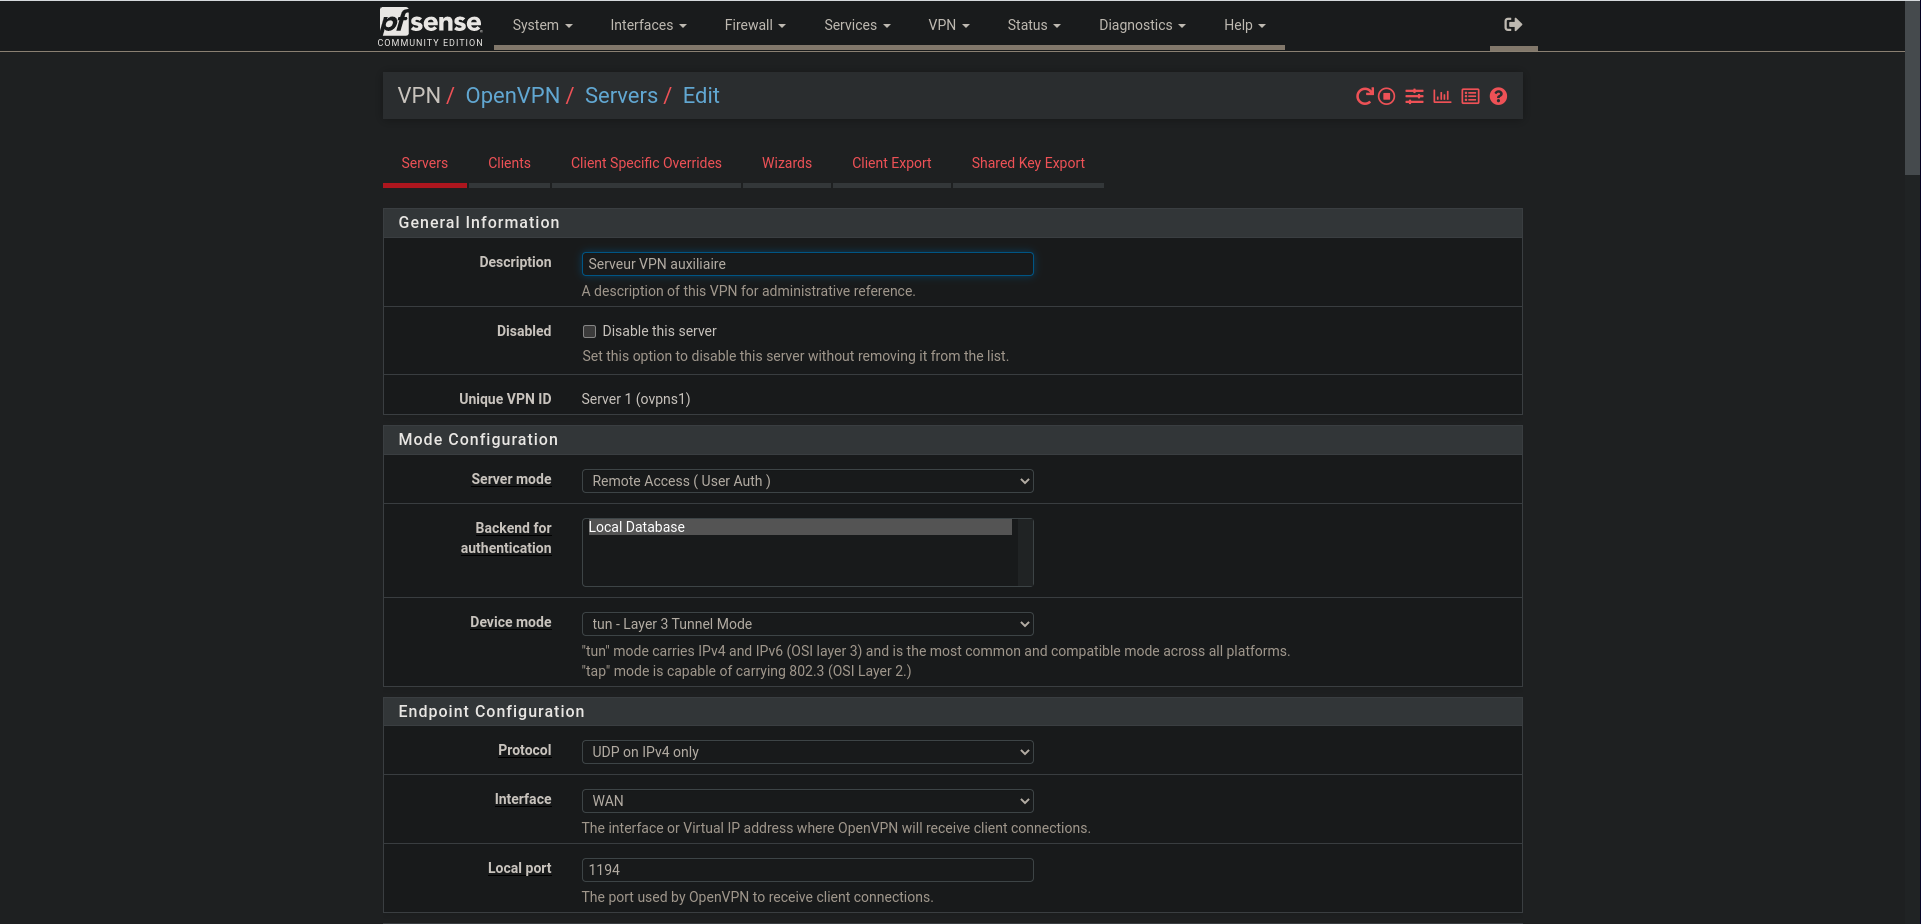 pfsense
COMMUNITY EDITION
System Interfaces Firewall Services VPN Status Diagnostics Help
VPN / OpenVPN / Servers / Edit
Servers Clients Client Specific Overrides Wizards Client Export Shared Key Export
General Information
Description Serveur VPN auxiliaire
A description of this VPN for administrative reference.
Disabled Disable this server
Set this option to disable this server without removing it from the list.
Unique VPN ID Server 1 (ovpns1)
Mode Configuration
Server mode Remote Access ( User Auth )
Backend for authentication Local Database
Device mode tun - Layer 3 Tunnel Mode
"tun" mode carries IPv4 and IPv6 (OSI layer 3) and is the most common and compatible mode across all platforms.
"tap" mode is capable of carrying 802.3 (OSI Layer 2.)
Endpoint Configuration
Protocol UDP on IPv4 only
Interface WAN
The interface or Virtual IP address where OpenVPN will receive client connections.
Local port 1194
The port used by OpenVPN to receive client connections.